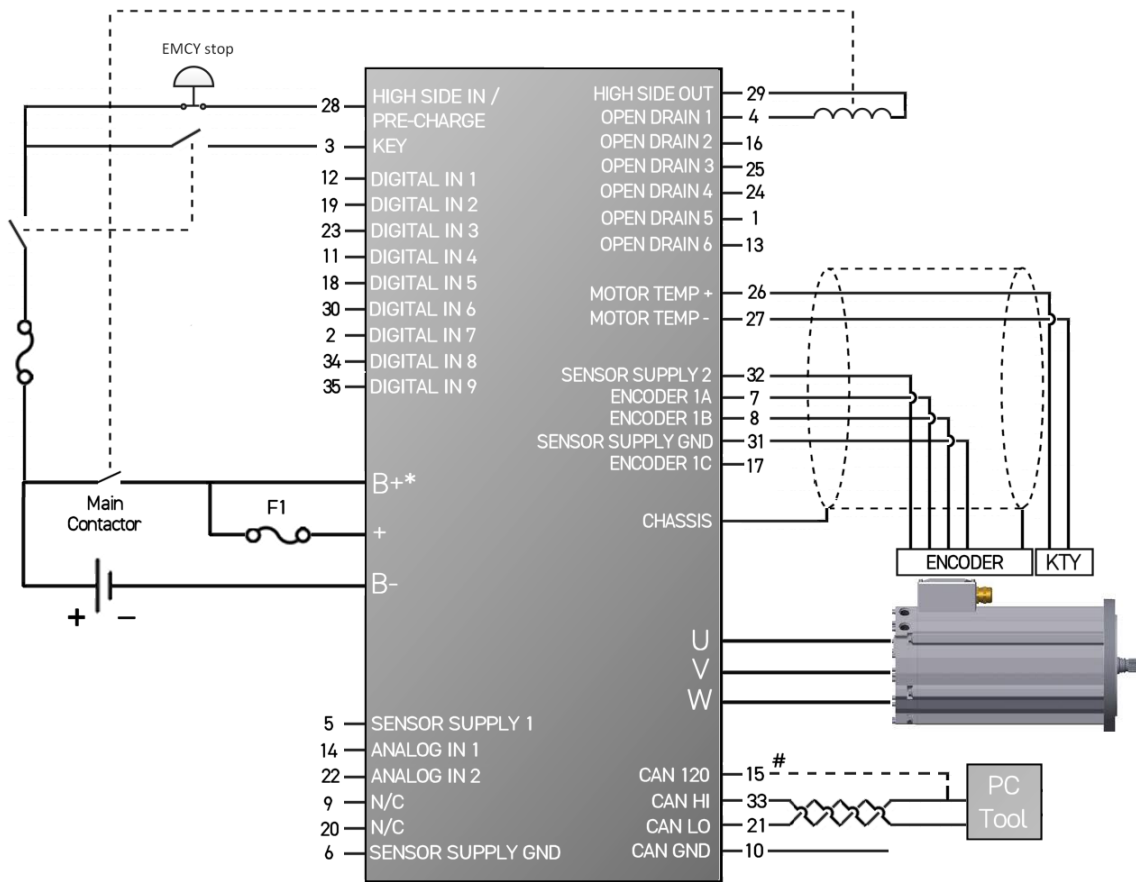 EMCY stop
28 HIGH SIDE IN /
PRE-CHARGE
3 KEY
12 DIGITAL IN 1
19 DIGITAL IN 2
23 DIGITAL IN 3
11 DIGITAL IN 4
18 DIGITAL IN 5
30 DIGITAL IN 6
2 DIGITAL IN 7
34 DIGITAL IN 8
35 DIGITAL IN 9
B+*
Main
Contactor
F1
+
B-
+ −
5 SENSOR SUPPLY 1
14 ANALOG IN 1
22 ANALOG IN 2
9 N/C
20 N/C
6 SENSOR SUPPLY GND
HIGH SIDE OUT 29
OPEN DRAIN 1 4
OPEN DRAIN 2 16
OPEN DRAIN 3 25
OPEN DRAIN 4 24
OPEN DRAIN 5 1
OPEN DRAIN 6 13
MOTOR TEMP + 26
MOTOR TEMP - 27
SENSOR SUPPLY 2 32
ENCODER 1A 7
ENCODER 1B 8
SENSOR SUPPLY GND 31
ENCODER 1C 17
CHASSIS
ENCODER KTY
U
V
W
CAN 120 15 #
CAN HI 33
CAN LO 21
CAN GND 10
PC
Tool